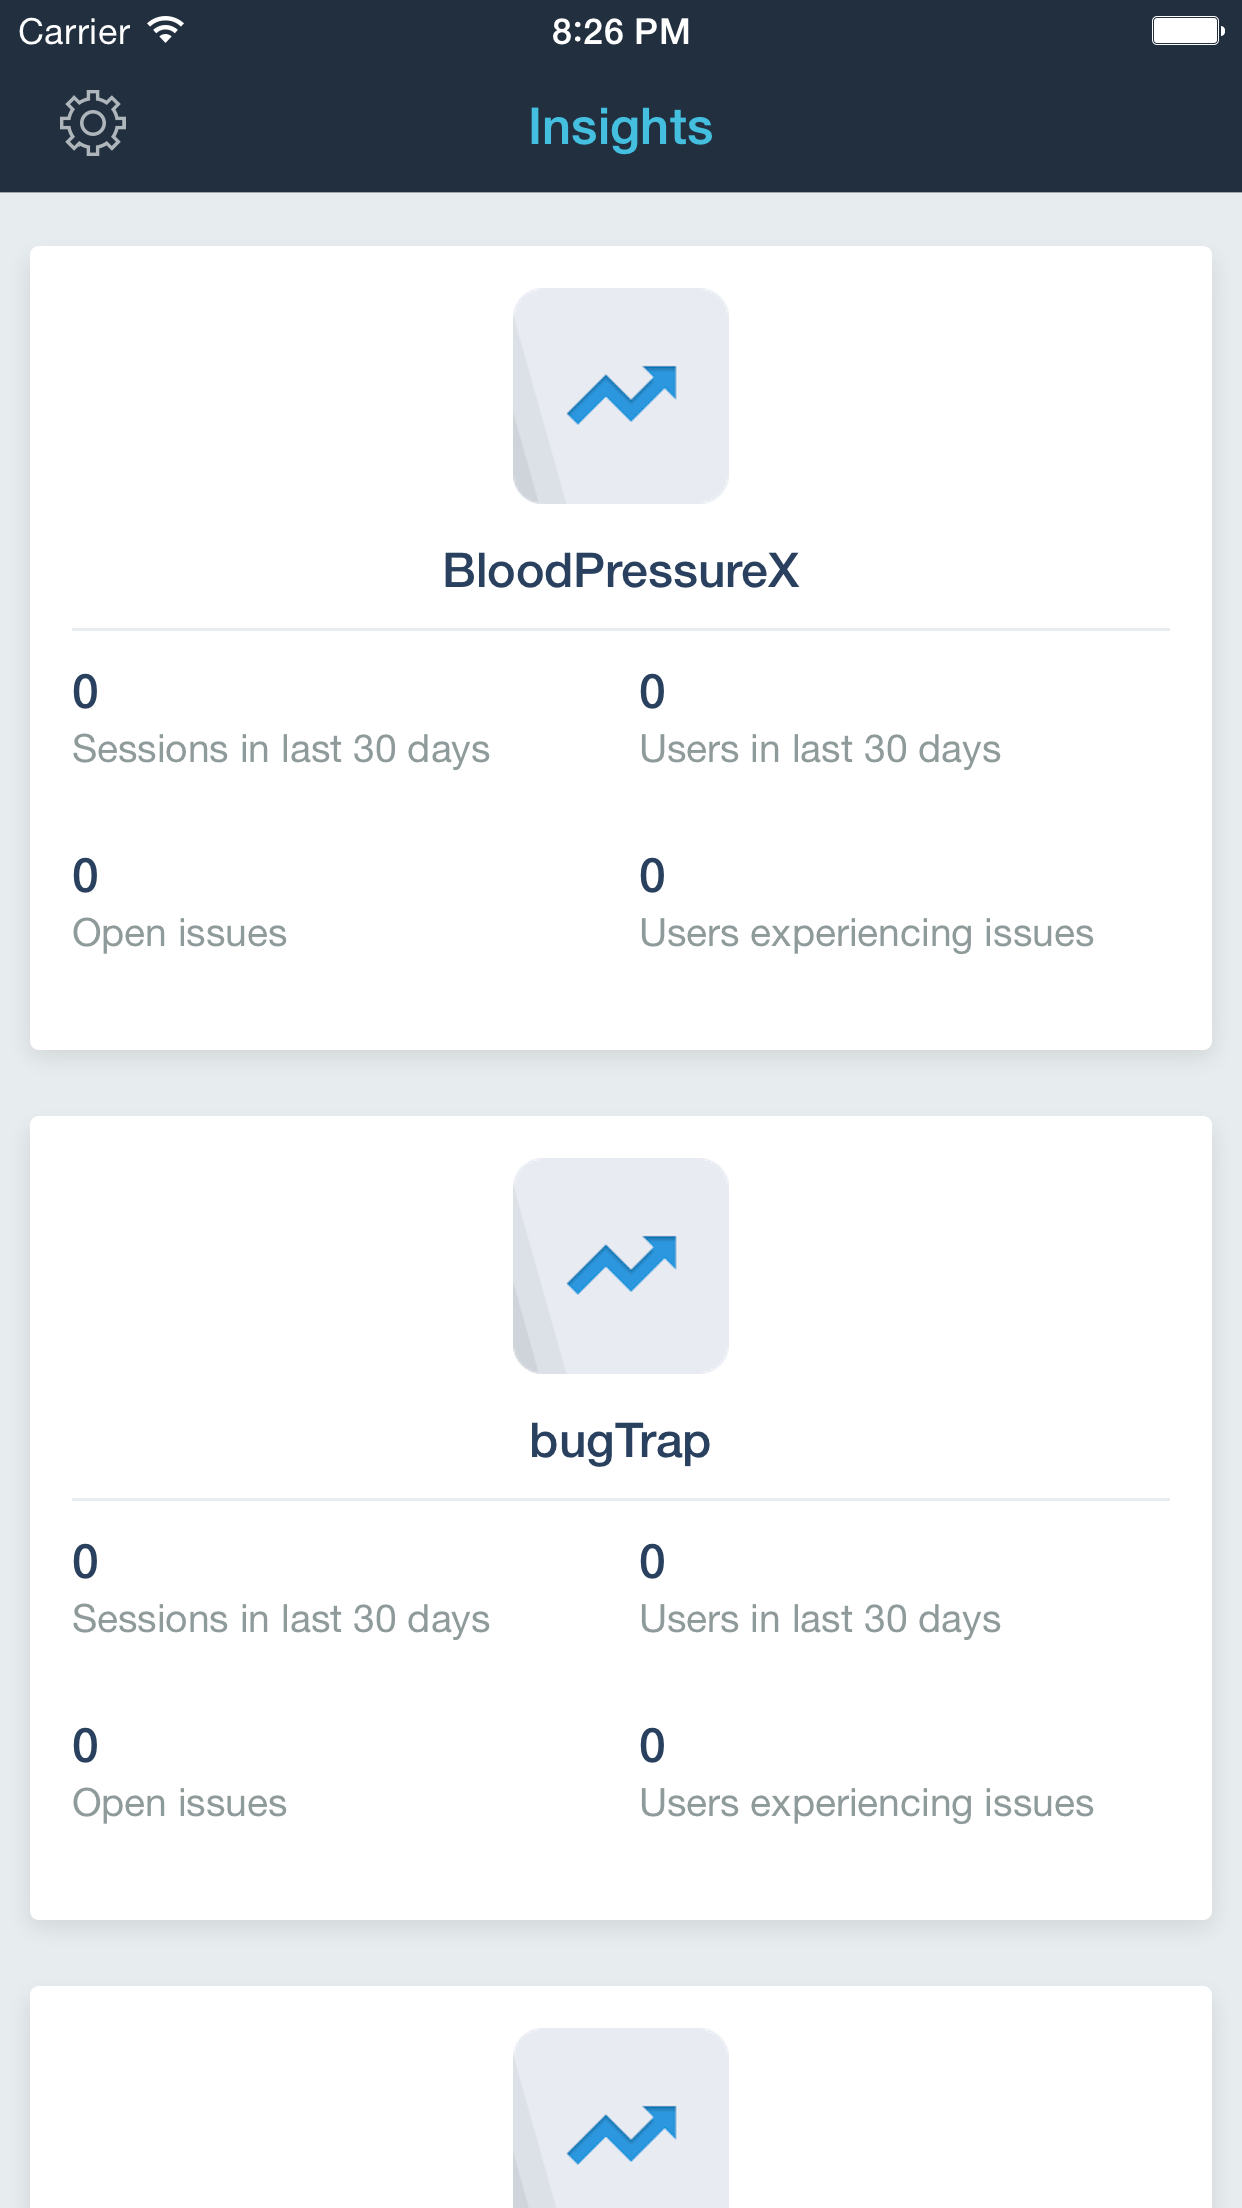 Carrier 8:26 PM
Insights
BloodPressureX
0 0
Sessions in last 30 days Users in last 30 days
0 0
Open issues Users experiencing issues
bugTrap
0 0
Sessions in last 30 days Users in last 30 days
0 0
Open issues Users experiencing issues